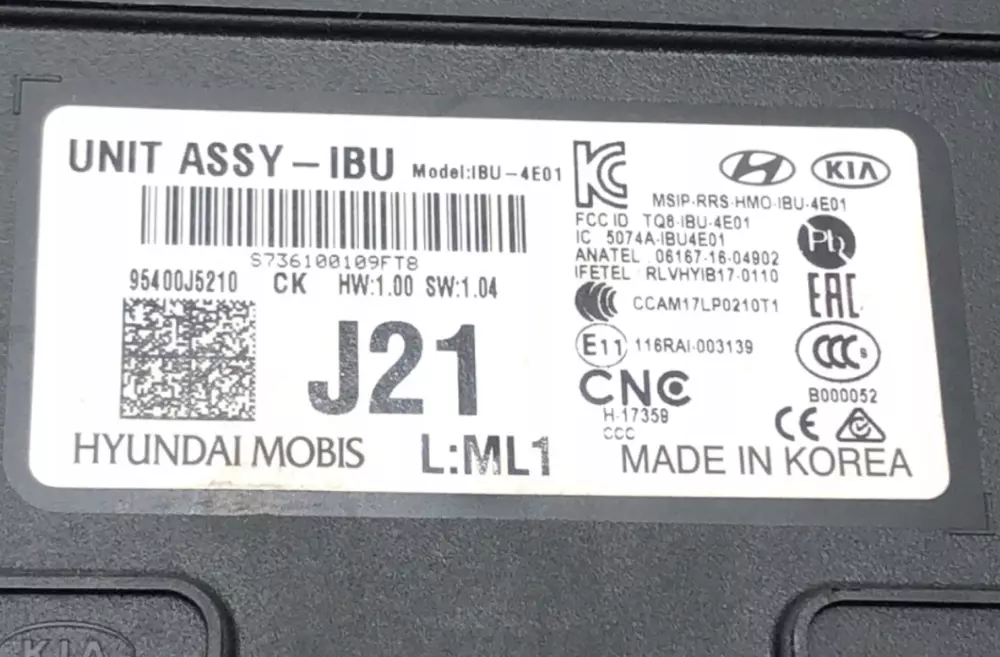 UNIT ASSY-IBU Model:IBU-4E01
S736100109FT8
95400J5210 CK HW:1.00 SW:1.04
J21
HYUNDAI MOBIS L:ML1
KC
KIA
MSIP-RRS-HMO-IBU-4E01
FCC ID TQ8-IBU-4E01
IC 5074A-IBU4E01
ANATEL 06167-16-04902
IFETEL RLVHYIB17-0110
Pb
CCAM17LP0210T1
EAC
E11 116RAI-003139
CCC S
CNC
B000052
H-17359
CCC
CE
MADE IN KOREA
KIA